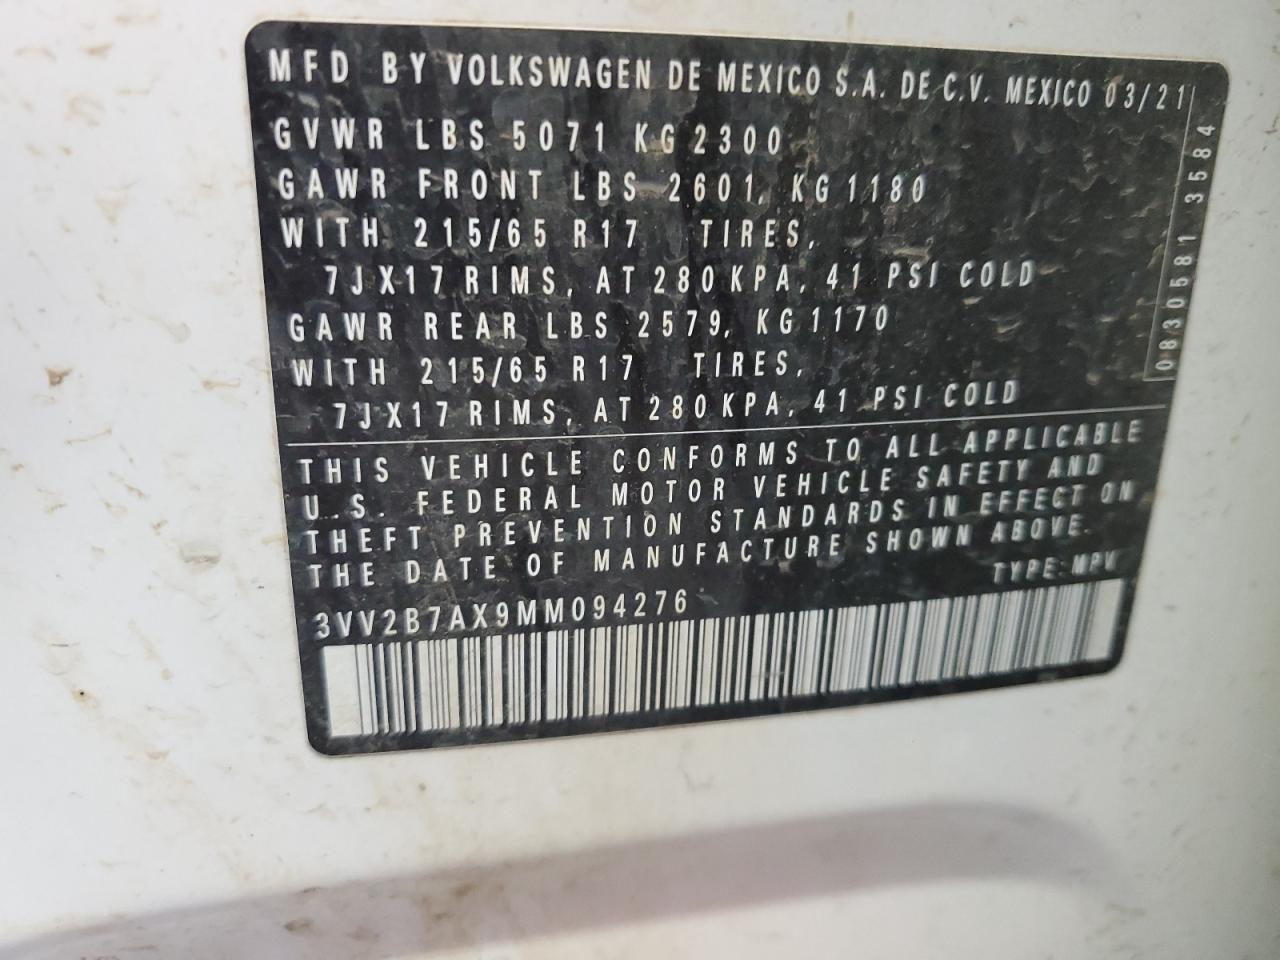 MFD BY VOLKSWAGEN DE MEXICO S.A. DE C.V. MEXICO 03/21
GVWR LBS 5071 KG 2300
GAWR FRONT LBS 2601, KG 1180
WITH 215/65 R17 TIRES,
7JX17 RIMS, AT 280 KPA, 41 PSI COLD
GAWR REAR LBS 2579, KG 1170
WITH 215/65 R17 TIRES,
7JX17 RIMS, AT 280 KPA, 41 PSI COLD
0830581 3584
THIS VEHICLE CONFORMS TO ALL APPLICABLE
U.S. FEDERAL MOTOR VEHICLE SAFETY AND
THEFT PREVENTION STANDARDS IN EFFECT ON
THE DATE OF MANUFACTURE SHOWN ABOVE.
TYPE: MPV
3VV2B7AX9MM094276